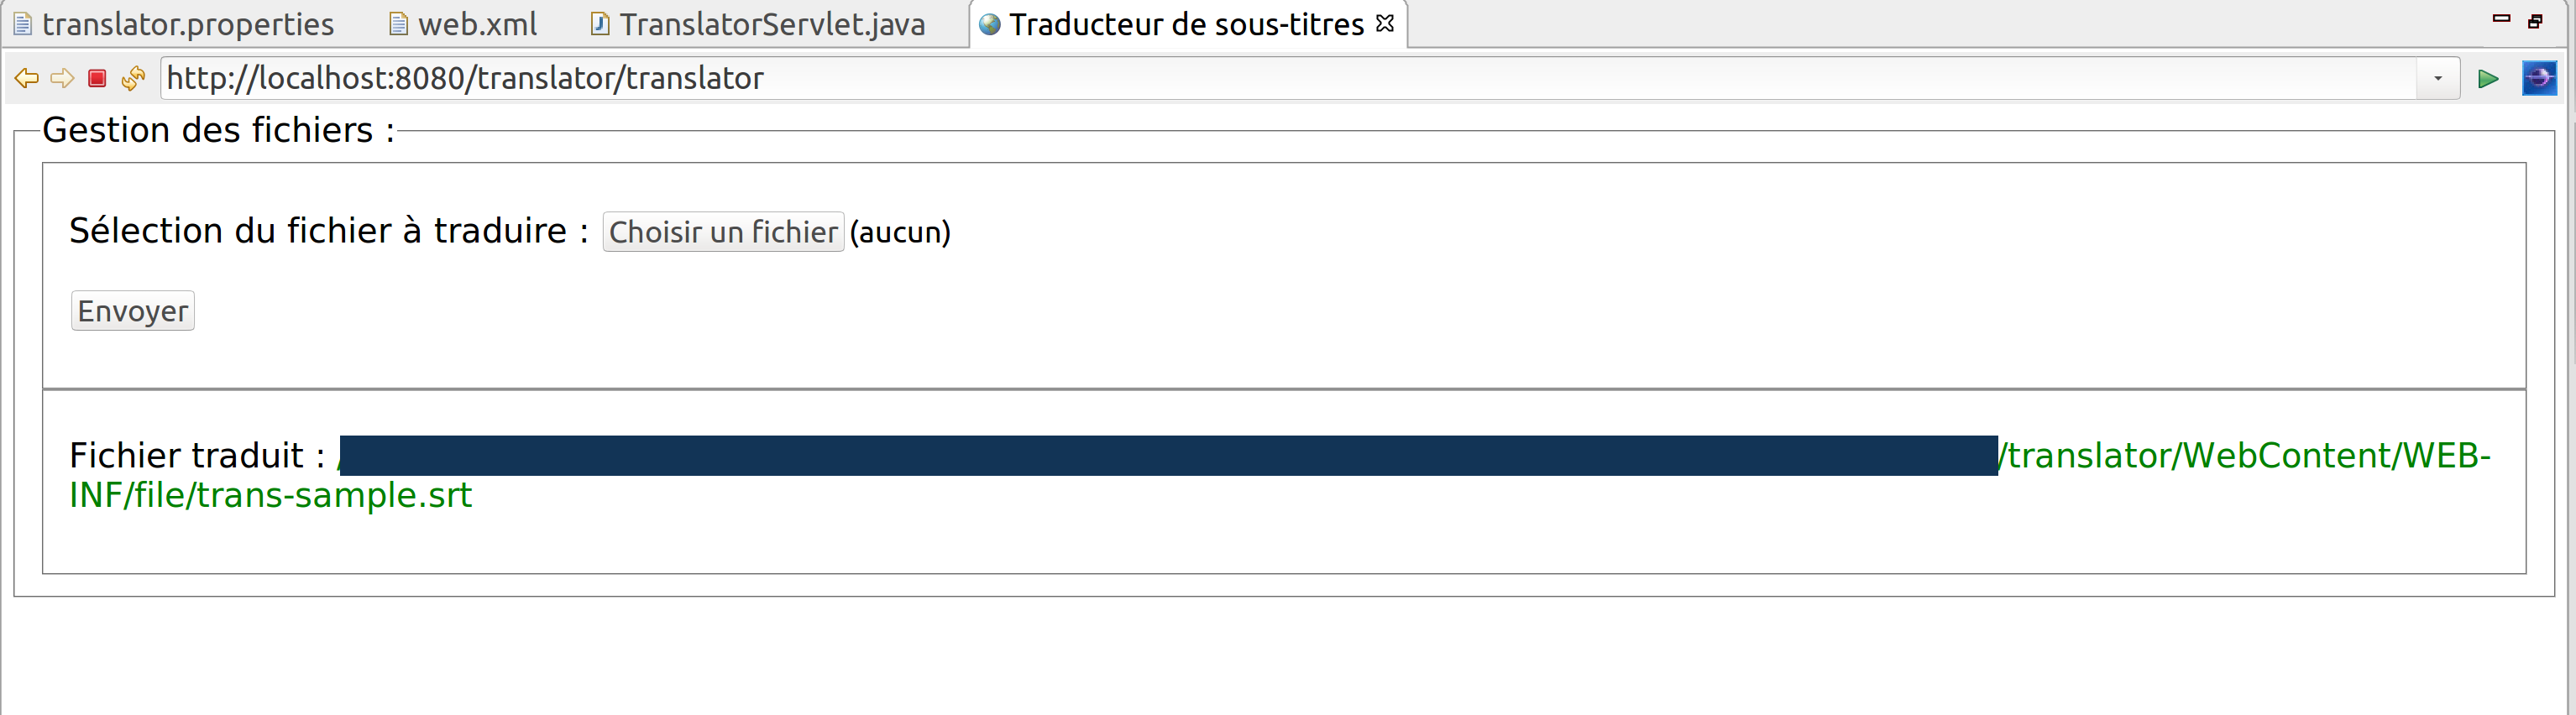 translator.properties web.xml TranslatorServlet.java Traducteur de sous-titres
http://localhost:8080/translator/translator
Gestion des fichiers :
Sélection du fichier à traduire : Choisir un fichier (aucun)
Envoyer
Fichier traduit : /translator/WebContent/WEB-
INF/file/trans-sample.srt